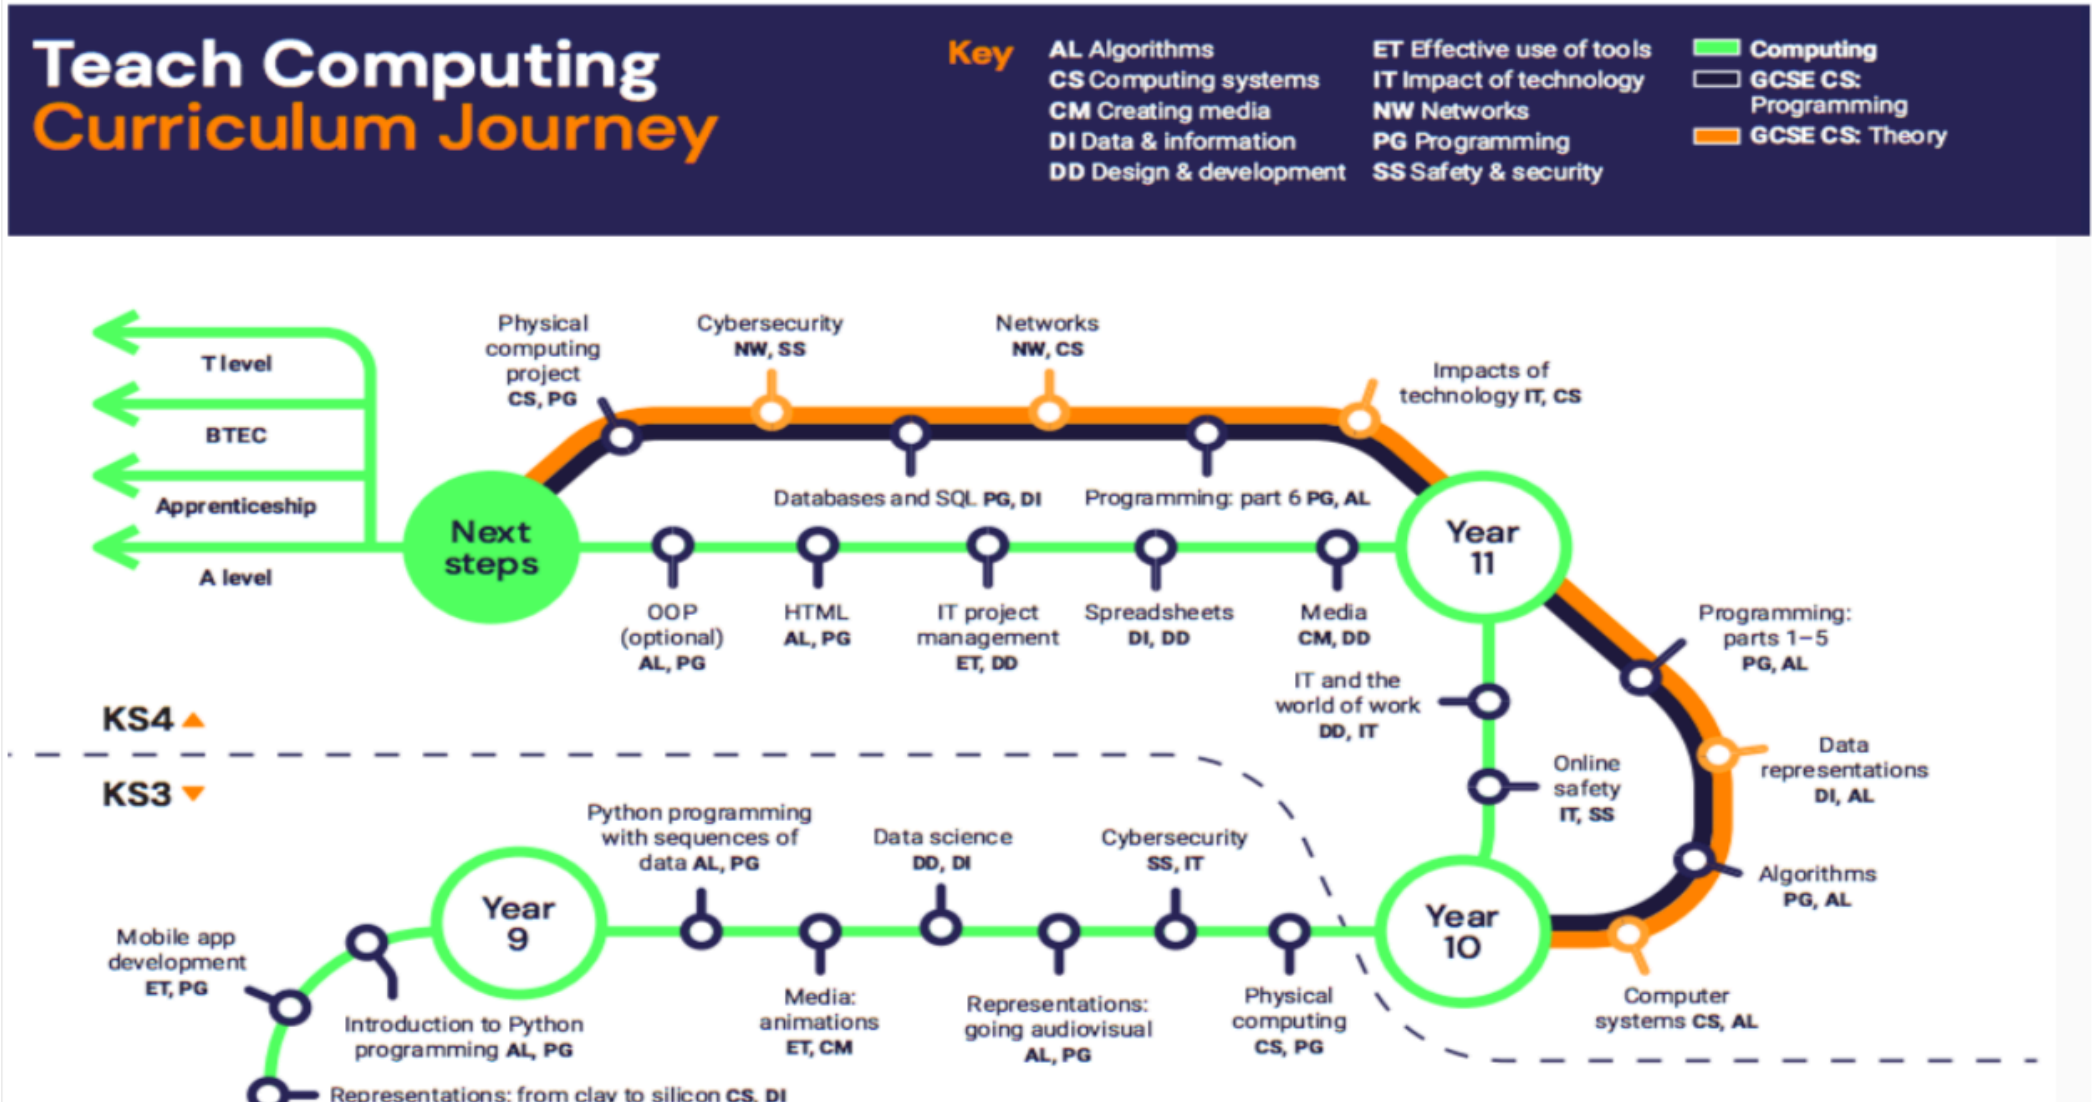 Teach Computing
Curriculum Journey
Key
AL Algorithms
CS Computing systems
CM Creating media
DI Data & information
DD Design & development
ET Effective use of tools
IT Impact of technology
NW Networks
PG Programming
SS Safety & security
Computing
GCSE CS:
Programming
GCSE CS: Theory
T level
BTEC
Apprenticeship
A level
Next
steps
Physical
computing
project
CS, PG
Cybersecurity
NW, SS
Networks
NW, CS
Impacts of
technology IT, CS
Databases and SQL PG, DI
Programming: part 6 PG, AL
Year
11
OOP
(optional)
AL, PG
HTML
AL, PG
IT project
management
ET, DD
Spreadsheets
DI, DD
Media
CM, DD
IT and the
world of work
DD, IT
Online
safety
IT, SS
Programming:
parts 1–5
PG, AL
Data
representations
DI, AL
Algorithms
PG, AL
Computer
systems CS, AL
KS4
KS3
Year
10
Year
9
Python programming
with sequences of
data AL, PG
Data science
DD, DI
Cybersecurity
SS, IT
Media:
animations
ET, CM
Representations:
going audiovisual
AL, PG
Physical
computing
CS, PG
Mobile app
development
ET, PG
Introduction to Python
programming AL, PG
Representations: from clay to silicon CS, DI